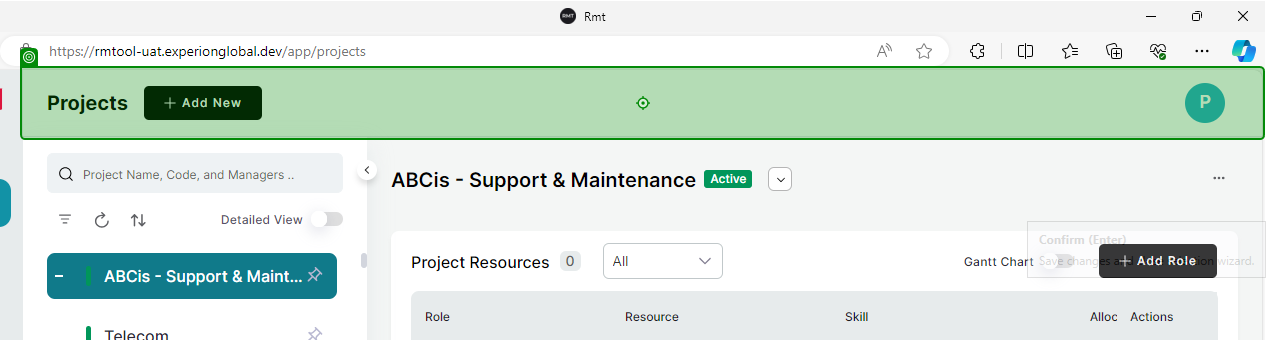 RMT Rmt
https://rmtool-uat.experionglobal.dev/app/projects
Projects
+ Add New
P
Project Name, Code, and Managers ..
ABCis - Support & Maintenance Active
Detailed View
Confirm (Enter)
ABCis - Support & Maint...
Project Resources 0 All
Gantt Chart
Save changes
+ Add Role
on wizard.
Role Resource Skill Alloc Actions
Telecom